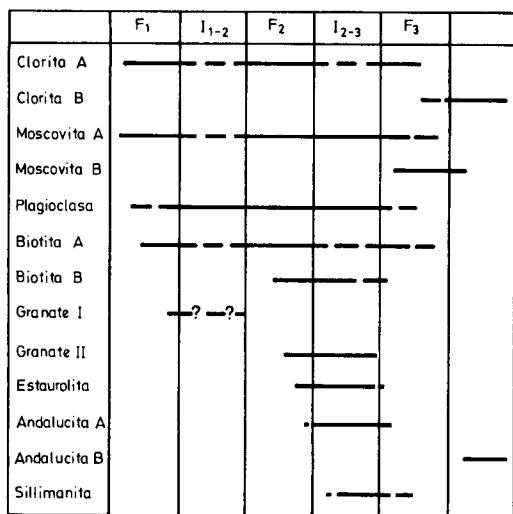 F1 I1-2 F2 I2-3 F3
Clorita A
Clorita B
Moscovita A
Moscovita B
Plagioclasa
Biotita A
Biotita B
Granate I ? ?
Granate II
Estaurolita
Andalucita A
Andalucita B
Sillimanita